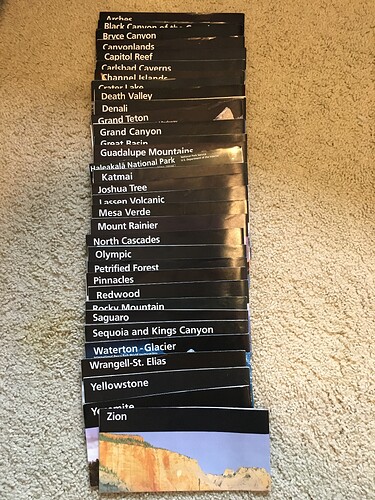 Arches
Black Canyon of the
Bryce Canyon
Canyonlands
Capitol Reef
Carlsbad Caverns
Channel Islands
Crater Lake
Death Valley
Denali
Grand Teton
Grand Canyon
Great Basin
Guadalupe Mountains
Haleakalā National Park
Katmai
Joshua Tree
Lassen Volcanic
Mesa Verde
Mount Rainier
North Cascades
Olympic
Petrified Forest
Pinnacles
Redwood
Rocky Mountain
Saguaro
Sequoia and Kings Canyon
Waterton-Glacier
Wrangell-St. Elias
Yellowstone
Yosemite
Zion